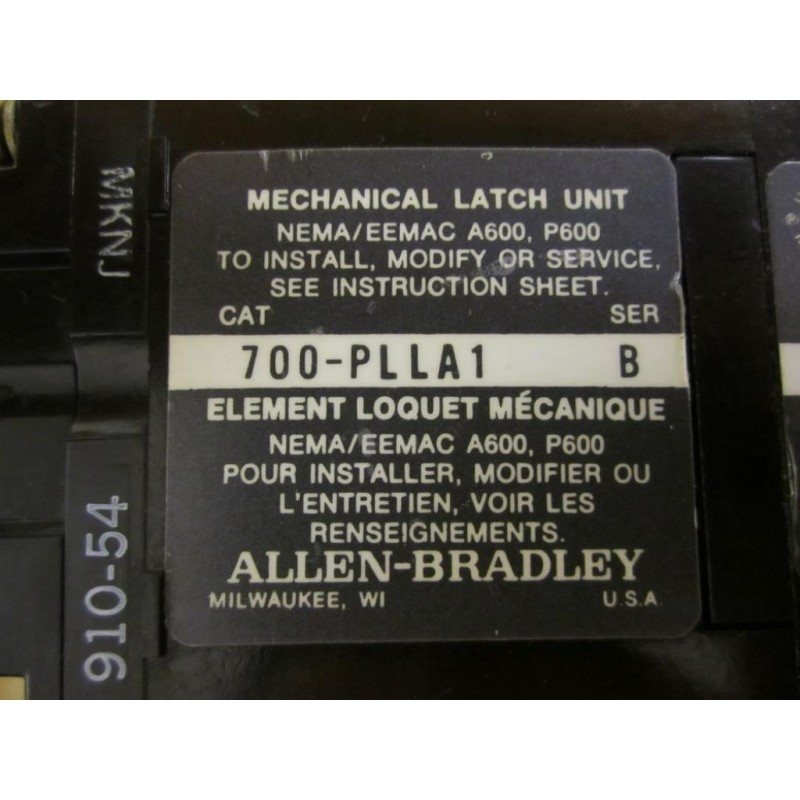 MKNJ
910-54
MECHANICAL LATCH UNIT
NEMA/EEMAC A600, P600
TO INSTALL, MODIFY OR SERVICE,
SEE INSTRUCTION SHEET.
CAT SER
700-PLLA1 B
ELEMENT LOQUET MÉCANIQUE
NEMA/EEMAC A600, P600
POUR INSTALLER, MODIFIER OU
L'ENTRETIEN, VOIR LES
RENSEIGNEMENTS.
ALLEN-BRADLEY
MILWAUKEE, WI U.S.A.